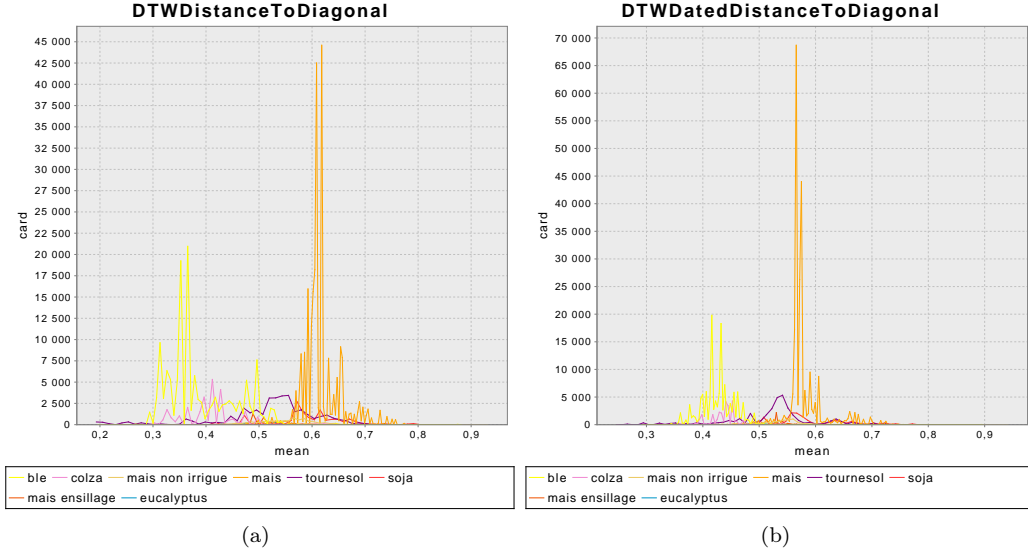 DTWDistanceToDiagonal
45 000
42 500
40 000
37 500
35 000
32 500
30 000
27 500
25 000
22 500
20 000
17 500
15 000
12 500
10 000
7 500
5 000
2 500
0
card
0,2 0,3 0,4 0,5 0,6 0,7 0,8 0,9
mean
ble colza mais non irrigue mais tournesol soja
mais ensillage eucalyptus
(a)
DTWDatedDistanceToDiagonal
70 000
65 000
60 000
55 000
50 000
45 000
40 000
35 000
30 000
25 000
20 000
15 000
10 000
5 000
0
card
0,3 0,4 0,5 0,6 0,7 0,8 0,9
mean
ble colza mais non irrigue mais tournesol soja
mais ensillage eucalyptus
(b)